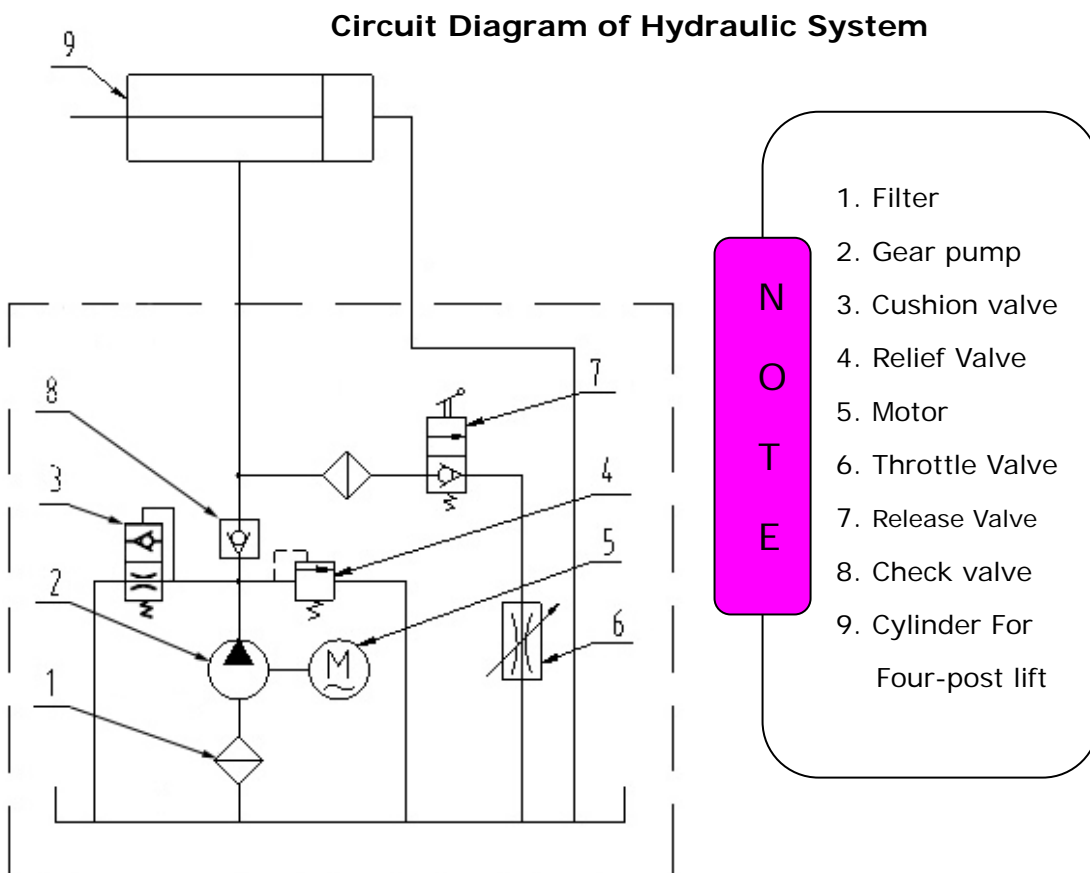 Circuit Diagram of Hydraulic System
9
8
7
3
4
2
5
M
6
1
N
O
T
E
1. Filter
2. Gear pump
3. Cushion valve
4. Relief Valve
5. Motor
6. Throttle Valve
7. Release Valve
8. Check valve
9. Cylinder For
Four-post lift